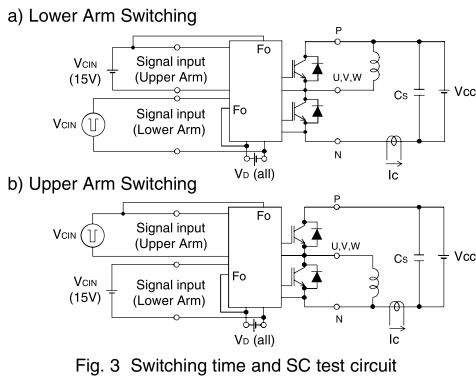 a) Lower Arm Switching
P
Fo
VCIN
(15V)
Signal input
(Upper Arm)
U,V,W
CS
VCC
Signal input
(Lower Arm)
Fo
VCIN
N
VD (all)
IC
b) Upper Arm Switching
P
Fo
VCIN
Signal input
(Upper Arm)
U,V,W
CS
VCC
VCIN
(15V)
Signal input
(Lower Arm)
Fo
N
VD (all)
IC
Fig. 3 Switching time and SC test circuit